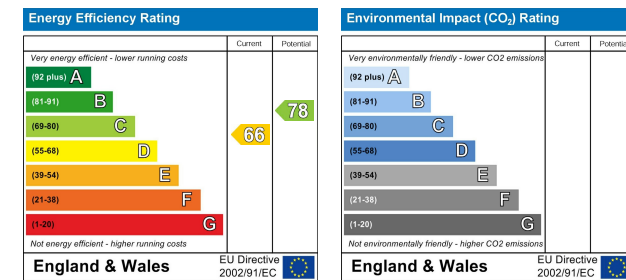 Energy Efficiency Rating
Current Potential
Very energy efficient - lower running costs
(92 plus) A
(81-91) B
(69-80) C
(55-68) D
(39-54) E
(21-38) F
(1-20) G
66
78
Not energy efficient - higher running costs
England & Wales
EU Directive
2002/91/EC
Environmental Impact (CO₂) Rating
Current Potential
Very environmentally friendly - lower CO2 emissions
(92 plus) A
(81-91) B
(69-80) C
(55-68) D
(39-54) E
(21-38) F
(1-20) G
Not environmentally friendly - higher CO2 emissions
England & Wales
EU Directive
2002/91/EC